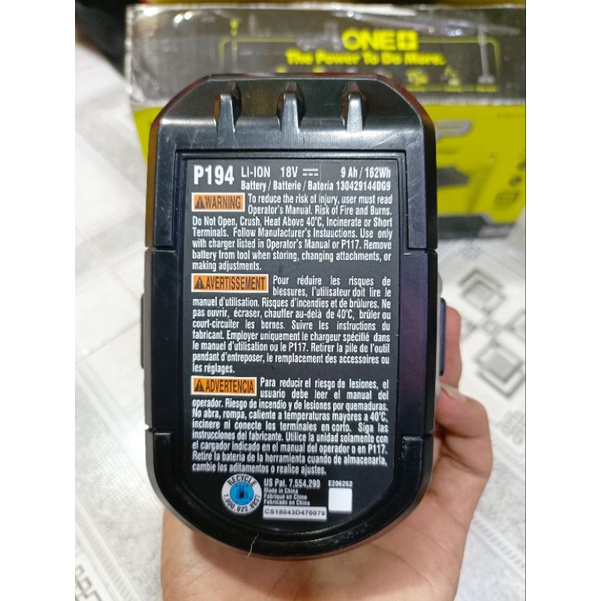 ONE+
The Power To Do More.
P194 LI-ION 18V 9 Ah / 162Wh
Battery / Batterie / Batería 130429144DG9
WARNING To reduce the risk of injury, user must read
Operator's Manual. Risk of Fire and Burns.
Do Not Open, Crush, Heat Above 40°C, Incinerate or Short
Terminals. Follow Manufacturer's Instuuctions. Use only
with charger listed in Operator's Manual or P117. Remove
battery from tool when storing, changing attachments, or
making adjustments.
AVERTISSEMENT Pour réduire les risques de
blessures, l'utilisateur doit lire le
manuel d'utilisation. Risques d'incendies et de brûlures. Ne
pas ouvrir, écraser, chauffer au-delà de 40°C, brûler ou
court-circuiter les bornes. Suivre les instructions du
fabricant. Employer uniquement le chargeur spécifié dans
le manuel d'utilisation ou le P117. Retirer la pile de l'outil
pendant d'entreposer, le remplacement des accessoires ou
les réglages.
ADVERTENCIA Para reducir el riesgo de lesiones, el
usuario debe leer el manual del
operador. Riesgo de incendio y de lesiones por quemaduras.
No abra, rompa, caliente a temperaturas mayores a 40°C,
incinere ni conecte los terminales en corto. Siga las
instrucciones del fabricante. Utilice la unidad solamente con
el cargador indicado en el manual del operador o en P117.
Retire la batería de la herramienta cuando de almacenarla,
cambie los aditamentos o realice ajustes.
US Pat. 7,554,290 E206252
Made in China
Fabriqué en China
Fabricado en China
RECYCLE
1.800.822.8837
CS18043D470079